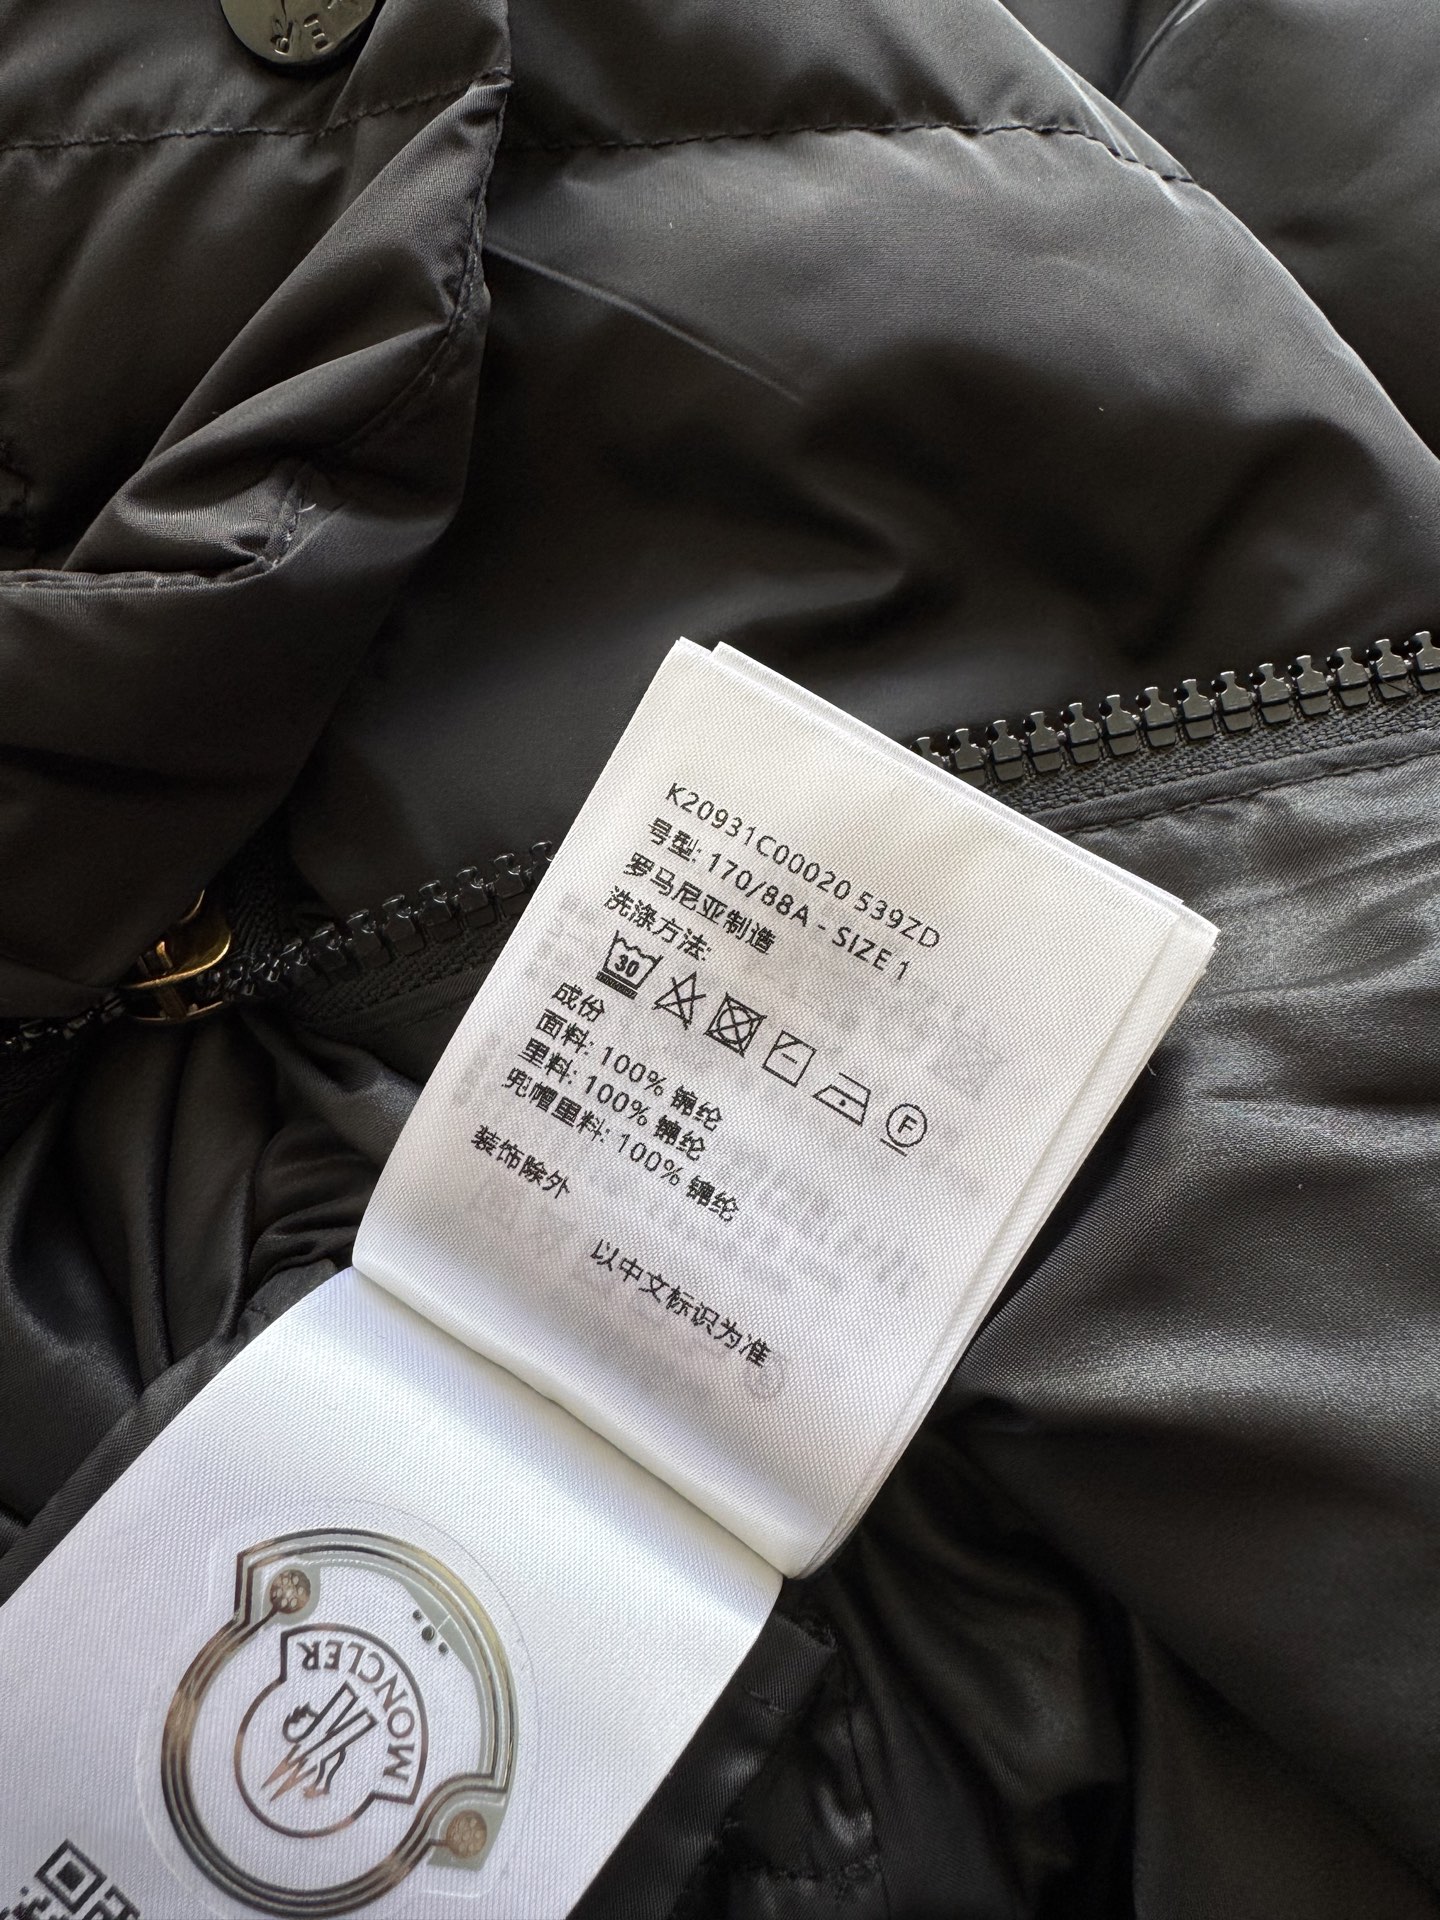 K20931C00020 539ZD
号型: 170/88A - SIZE 1
罗马尼亚制造
洗涤方法:
30
F
成份
面料: 100% 锦纶
里料: 100% 锦纶
兜帽里料: 100% 锦纶
装饰除外
以中文标识为准
MONCLER